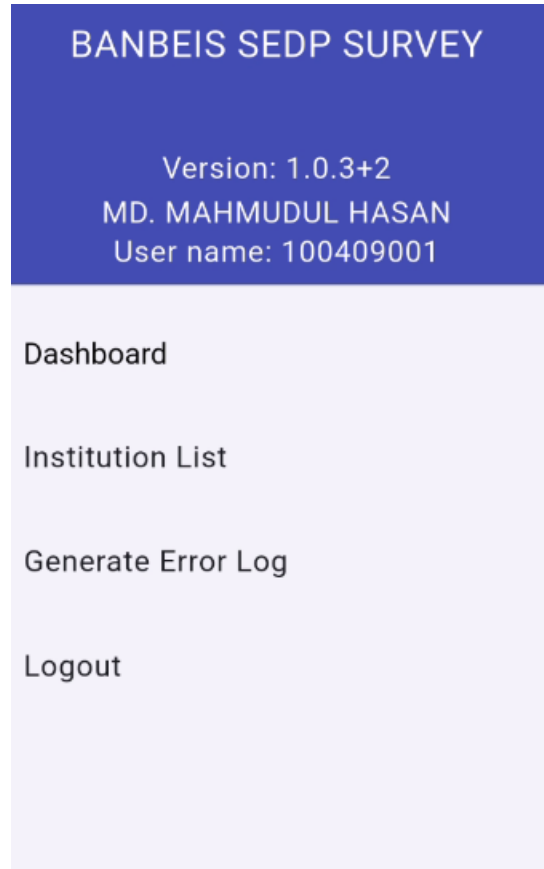 BANBEIS SEDP SURVEY
Version: 1.0.3+2
MD. MAHMUDUL HASAN
User name: 100409001
Dashboard
Institution List
Generate Error Log
Logout